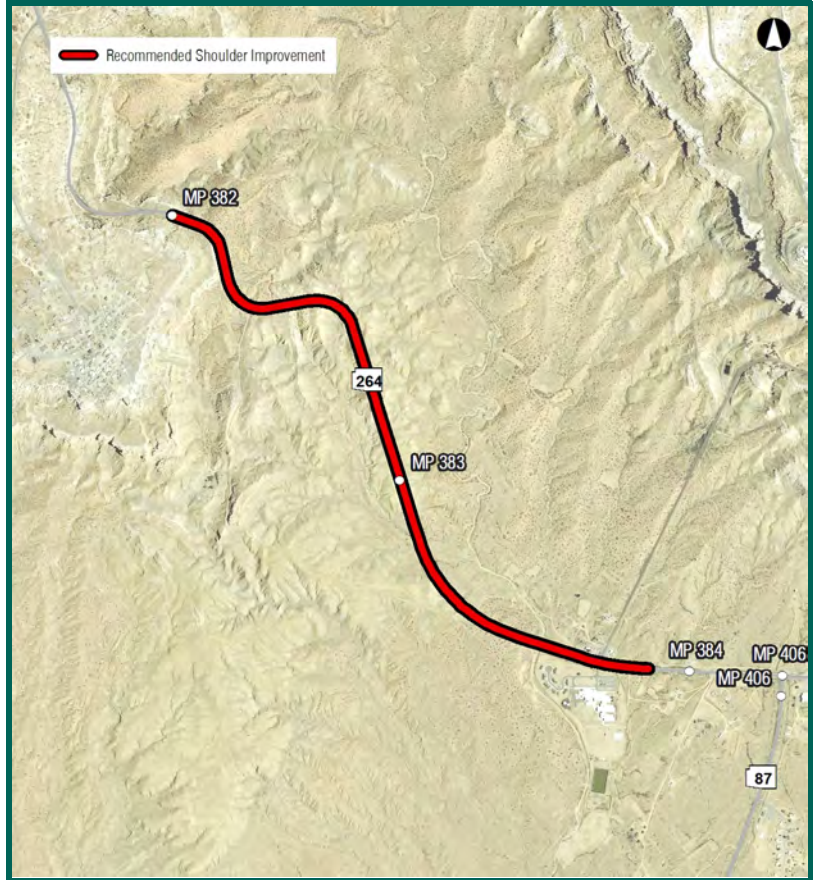 Recommended Shoulder Improvement
MP 382
264
MP 383
MP 384
MP 406
MP 406
87